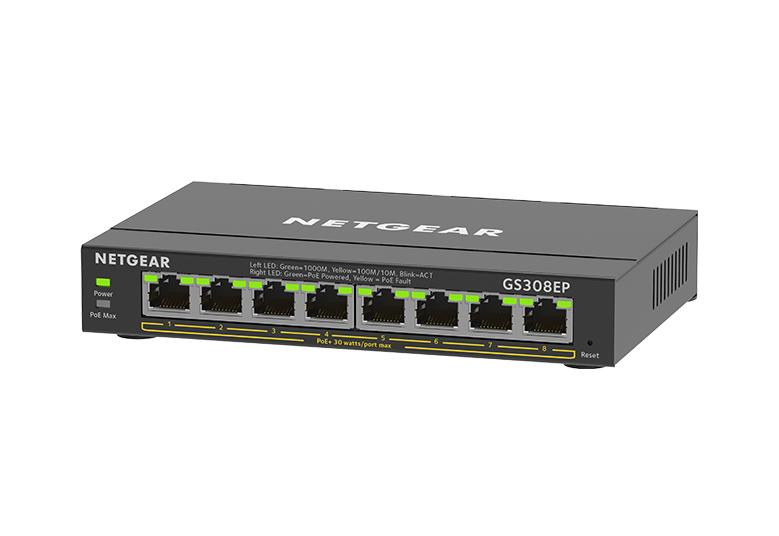 NETGEAR
NETGEAR
Left LED: Green=1000M, Yellow=100M/10M, Blink=ACT
Right LED: Green=PoE Powered, Yellow = PoE Fault
GS308EP
Power
PoE Max
1 2 3 4 5 6 7 8
PoE+ 30 watts/port max
Reset